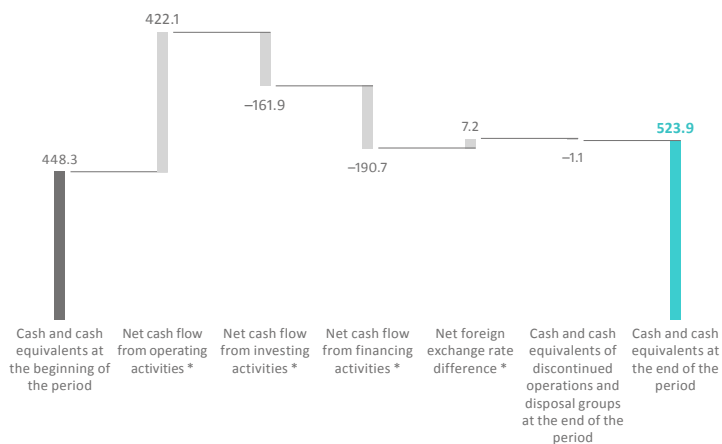 422.1
–161.9
7.2
523.9
448.3
–190.7
–1.1
Cash and cash
equivalents at
the beginning of
the period
Net cash flow
from operating
activities *
Net cash flow
from investing
activities *
Net cash flow
from financing
activities *
Net foreign
exchange rate
difference *
Cash and cash
equivalents of
discontinued
operations and
disposal groups
at the end of the
period
Cash and cash
equivalents at
the end of the
period